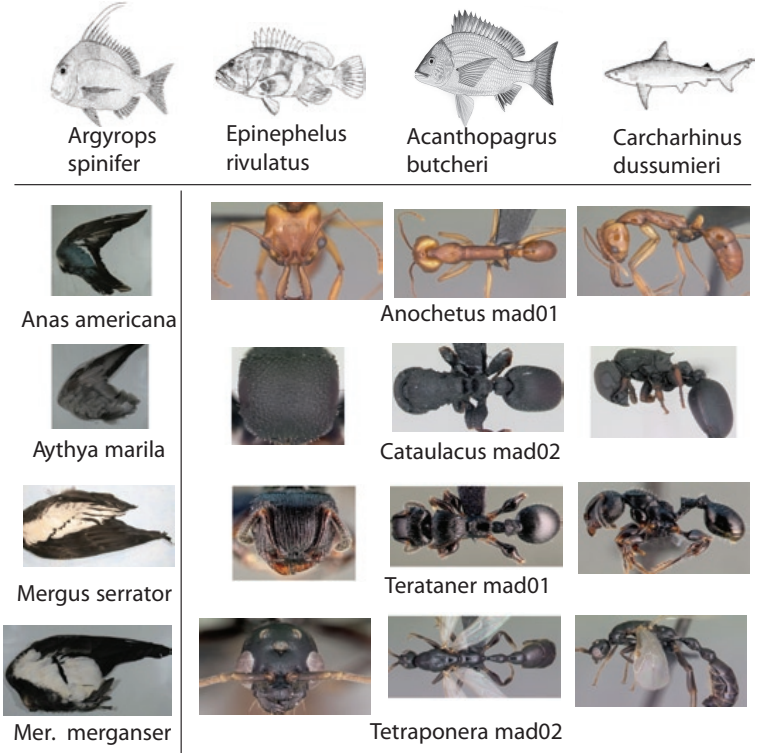 Argyrops
spinifer
Epinephelus
rivulatus
Acanthopagrus
butcheri
Carcharhinus
dussumieri
Anas americana
Anochetus mad01
Aythya marila
Cataulacus mad02
Mergus serrator
Terataner mad01
Mer. merganser
Tetraponera mad02